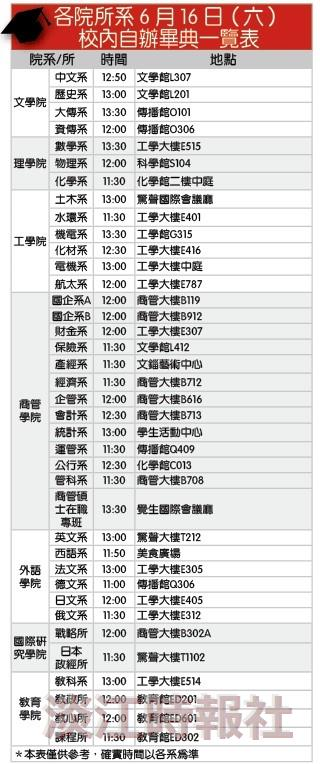 各院所系6月16日（六）
校內自辦畢典一覽表
院系/所 時間 地點
文學院
中文系 12:50 文學館L307
歷史系 13:00 文學館L201
大傳系 13:30 傳播館O101
資傳系 12:00 傳播館O306
理學院
數學系 13:30 工學大樓E515
物理系 12:00 科學館S104
化學系 11:30 化學館二樓中庭
工學院
土木系 13:00 驚聲國際會議廳
水環系 11:30 工學大樓E401
機電系 13:30 工學館G315
化材系 12:30 工學大樓E416
電機系 13:00 工學大樓中庭
航太系 12:00 工學大樓E787
商管
學院
國企系A 12:00 商管大樓B119
國企系B 12:00 商管大樓B912
財金系 12:00 工學大樓E307
保險系 11:30 文學館L412
產經系 11:30 文錙藝術中心
經濟系 11:30 商管大樓B712
企管系 12:00 商管大樓B616
會計系 12:30 商管大樓B713
統計系 13:00 學生活動中心
運管系 11:30 傳播館Q409
公行系 12:30 化學館C013
管科系 11:30 商管大樓B708
商管碩
士在職
專班
13:30 覺生國際會議廳
外語
學院
英文系 13:00 驚聲大樓T212
西語系 11:50 美食廣場
法文系 13:00 工學大樓E305
德文系 11:00 傳播館Q306
日文系 12:00 工學大樓E405
俄文系 11:30 工學大樓E312
國際研
究學院
戰略所 12:00 商管大樓B302A
日本
政經所
11:30 驚聲大樓T1102
教育
學院
教科系 13:00 工學大樓E514
教政所 12:00 教育館ED201
教心所 12:00 教育館ED601
課程所 11:30 教育館ED302
＊本表僅供參考，確實時間以各系為準
淡江時報社